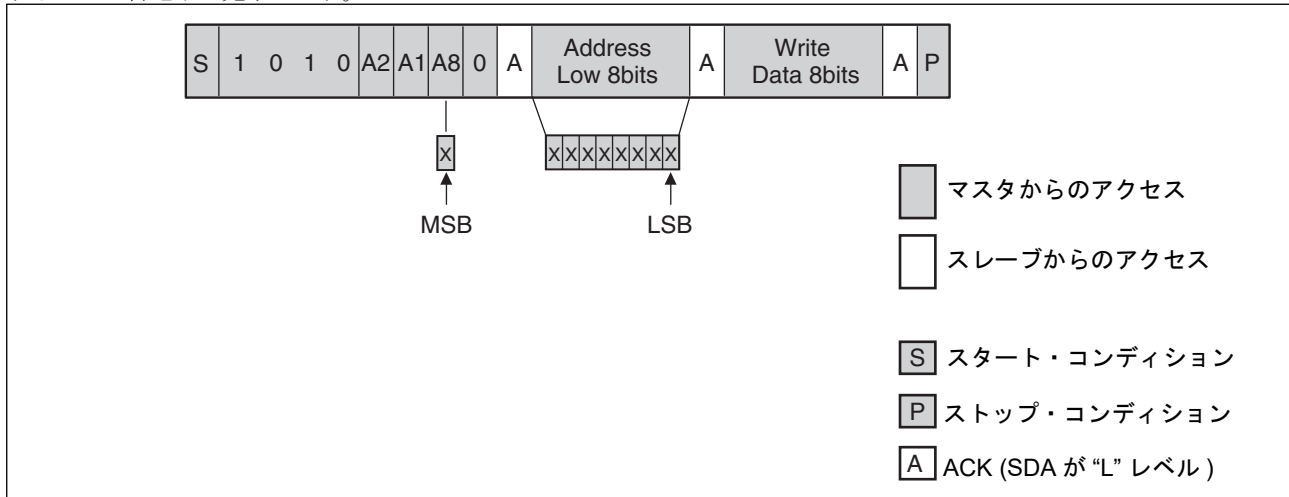 S 1 0 1 0 A2 A1 A8 0 A Address Low 8bits A Write Data 8bits A P
X XXXXXXXX
MSB LSB
マスタからのアクセス
スレーブからのアクセス
S スタート・コンディション
P ストップ・コンディション
A ACK (SDA が “L” レベル )